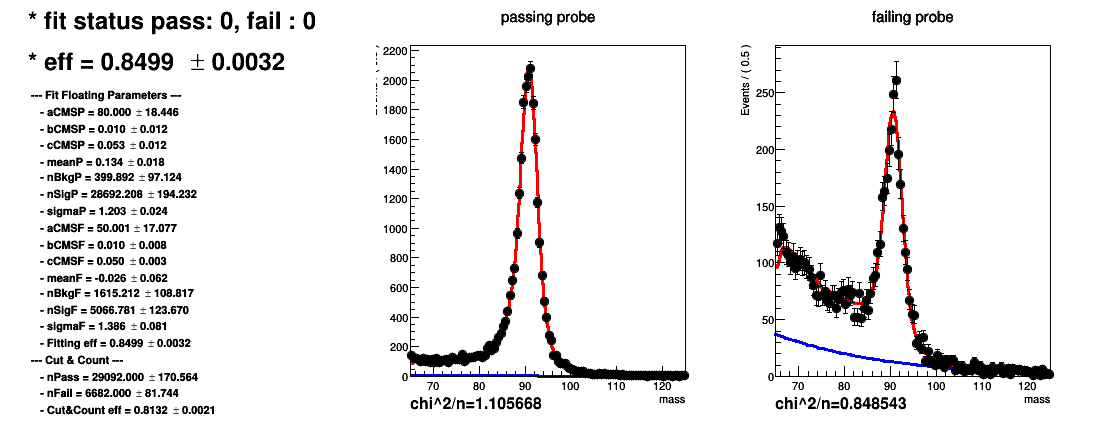 * fit status pass: 0, fail : 0
* eff = 0.8499 ± 0.0032
--- Fit Floating Parameters ---
- aCMSP = 80.000 ± 18.446
- bCMSP = 0.010 ± 0.012
- cCMSP = 0.053 ± 0.012
- meanP = 0.134 ± 0.018
- nBkgP = 399.892 ± 97.124
- nSigP = 28692.208 ± 194.232
- sigmaP = 1.203 ± 0.024
- aCMSF = 50.001 ± 17.077
- bCMSF = 0.010 ± 0.008
- cCMSF = 0.050 ± 0.003
- meanF = -0.026 ± 0.062
- nBkgF = 1615.212 ± 108.817
- nSigF = 5066.781 ± 123.670
- sigmaF = 1.386 ± 0.081
- Fitting eff = 0.8499 ± 0.0032
--- Cut & Count ---
- nPass = 29092.000 ± 170.564
- nFail = 6682.000 ± 81.744
- Cut&Count eff = 0.8132 ± 0.0021
passing probe
2200
2000
1800
1600
1400
1200
1000
800
600
400
200
0
70 80 90 100 110 120
mass
chi^2/n=1.105668
failing probe
Events / ( 0.5 )
250
200
150
100
50
0
70 80 90 100 110 120
mass
chi^2/n=0.848543